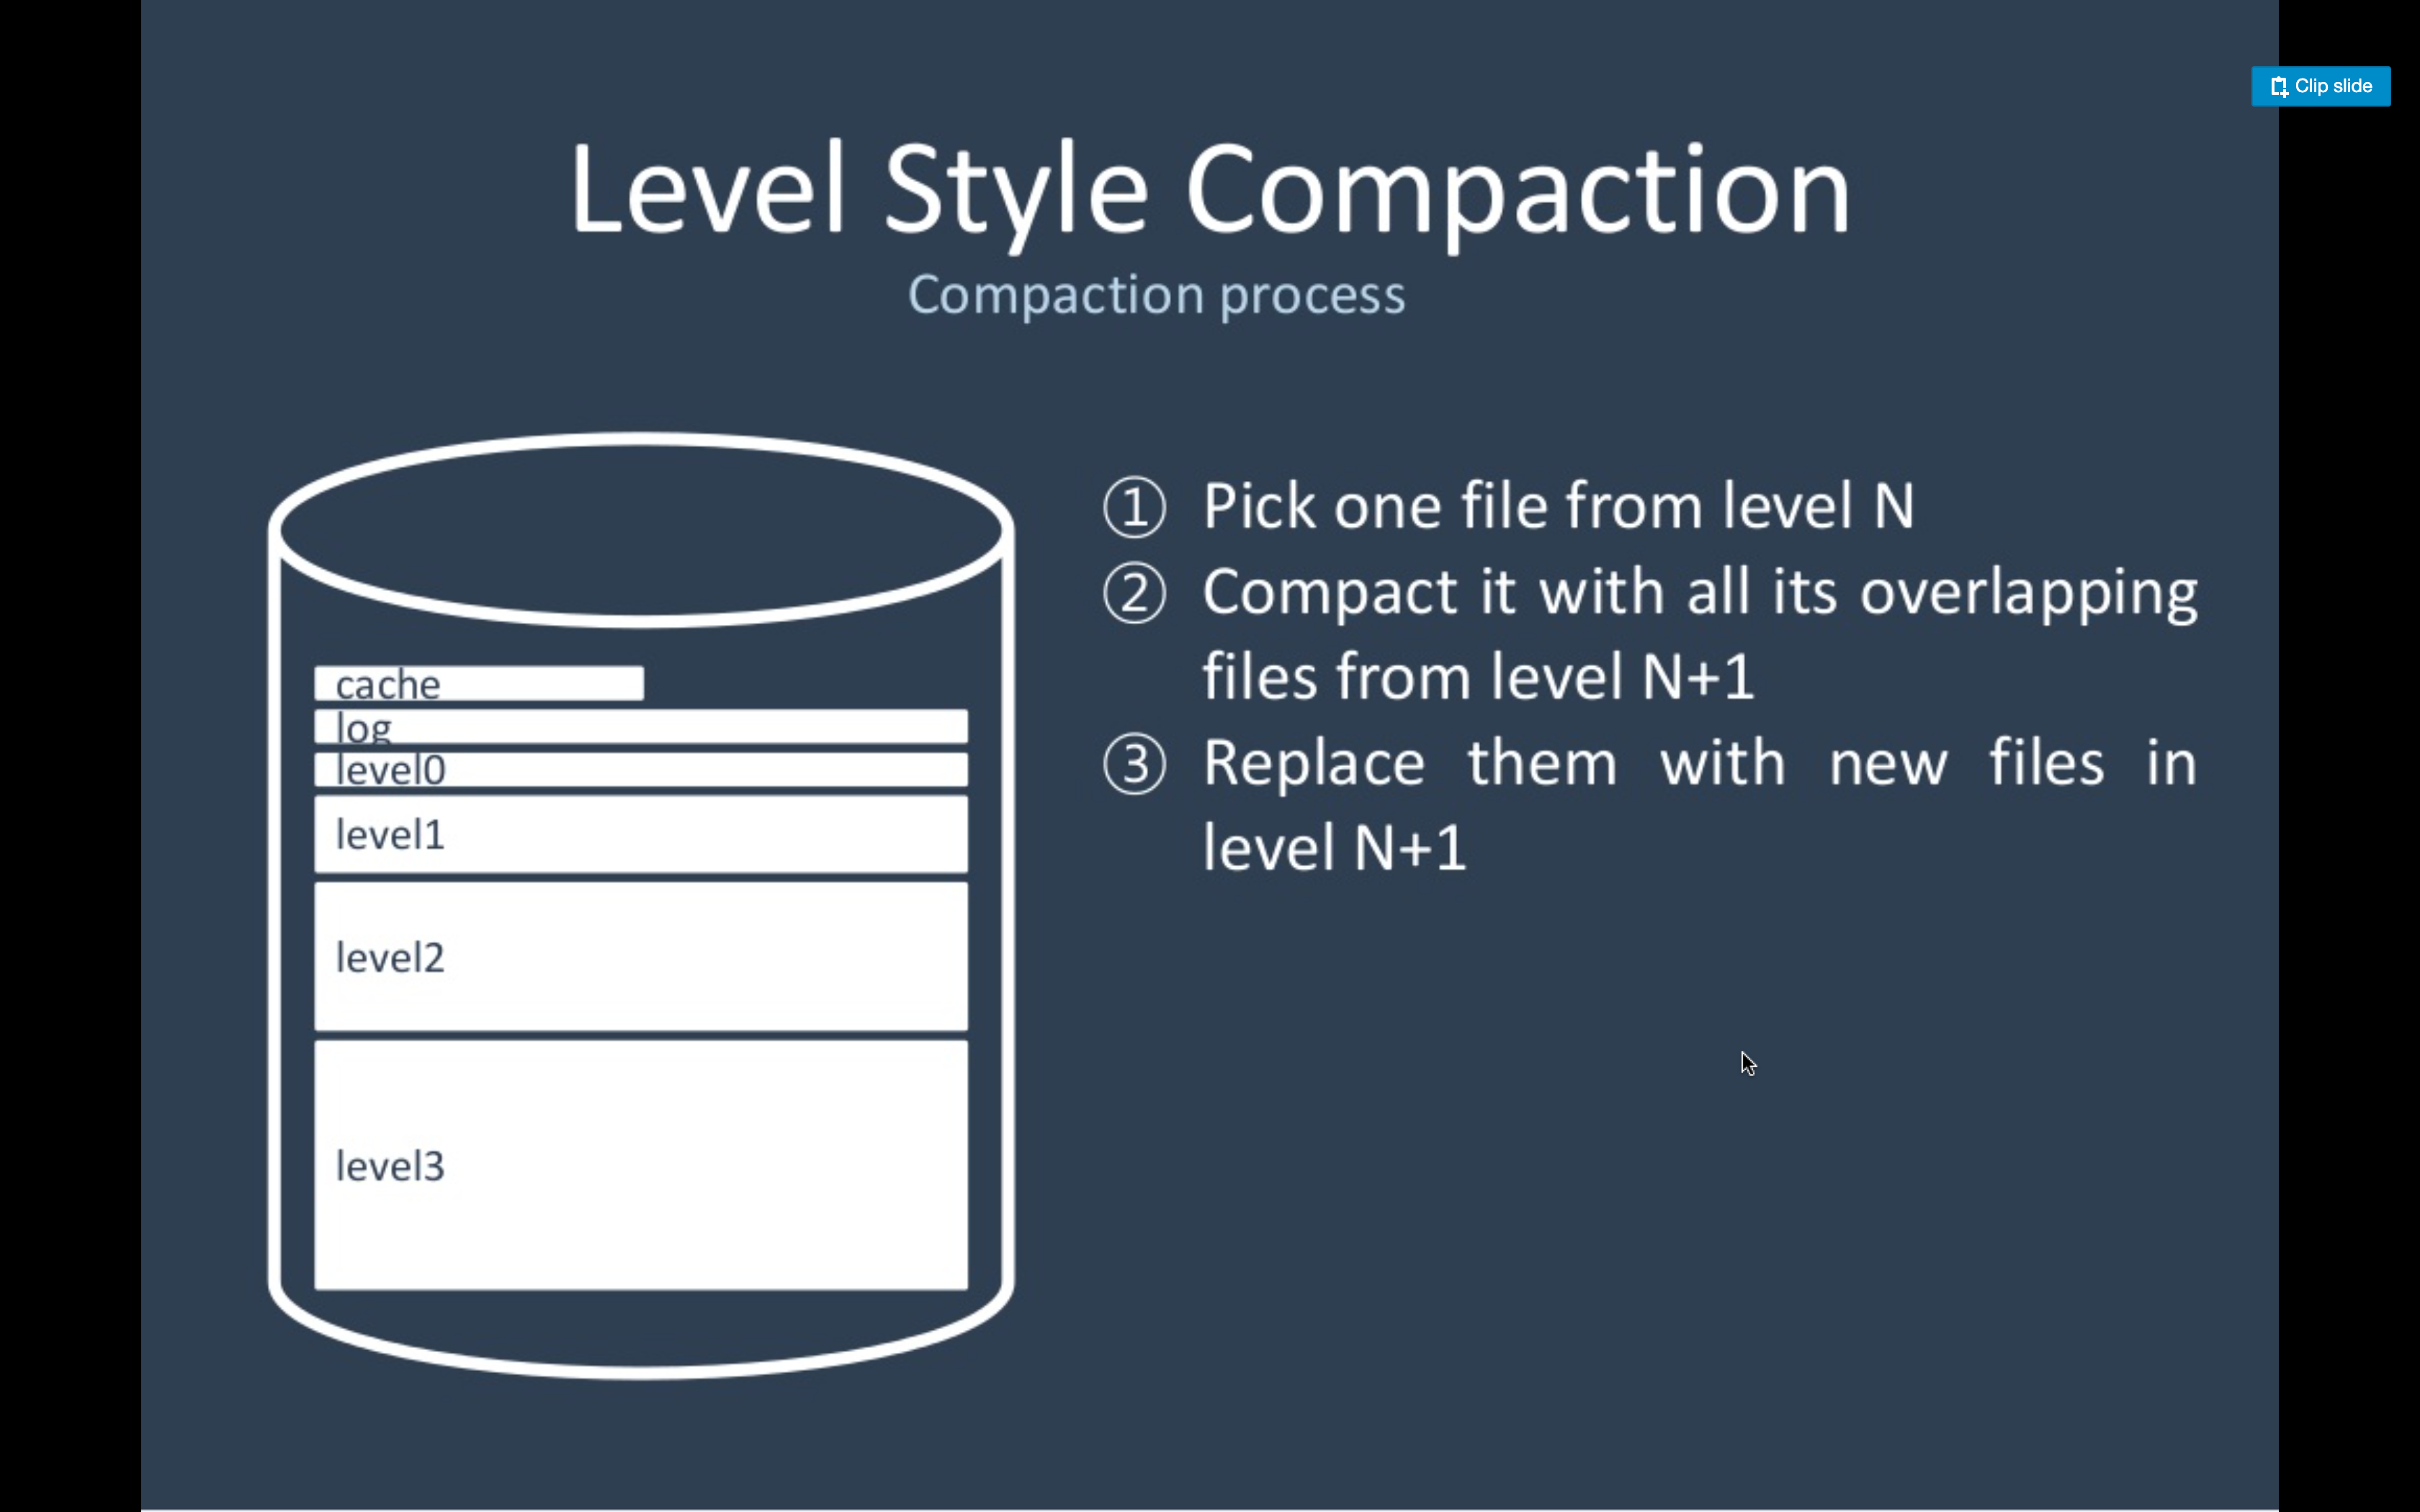 Clip slide
Level Style Compaction
Compaction process
① Pick one file from level N
② Compact it with all its overlapping
files from level N+1
③ Replace them with new files in
level N+1
cache
log
level0
level1
level2
level3